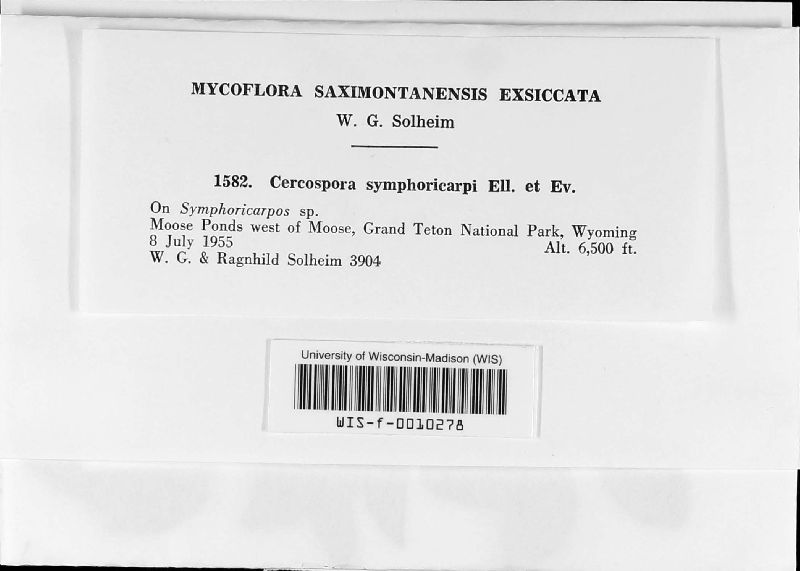 MYCOFLORA SAXIMONTANENSIS EXSICCATA
W. G. Solheim
1582. Cercospora symphoricarpi Ell. et Ev.
On Symphoricarpos sp.
Moose Ponds west of Moose, Grand Teton National Park, Wyoming
8 July 1955 Alt. 6,500 ft.
W. G. & Ragnhild Solheim 3904
University of Wisconsin-Madison (WIS)
WIS-f-0010278